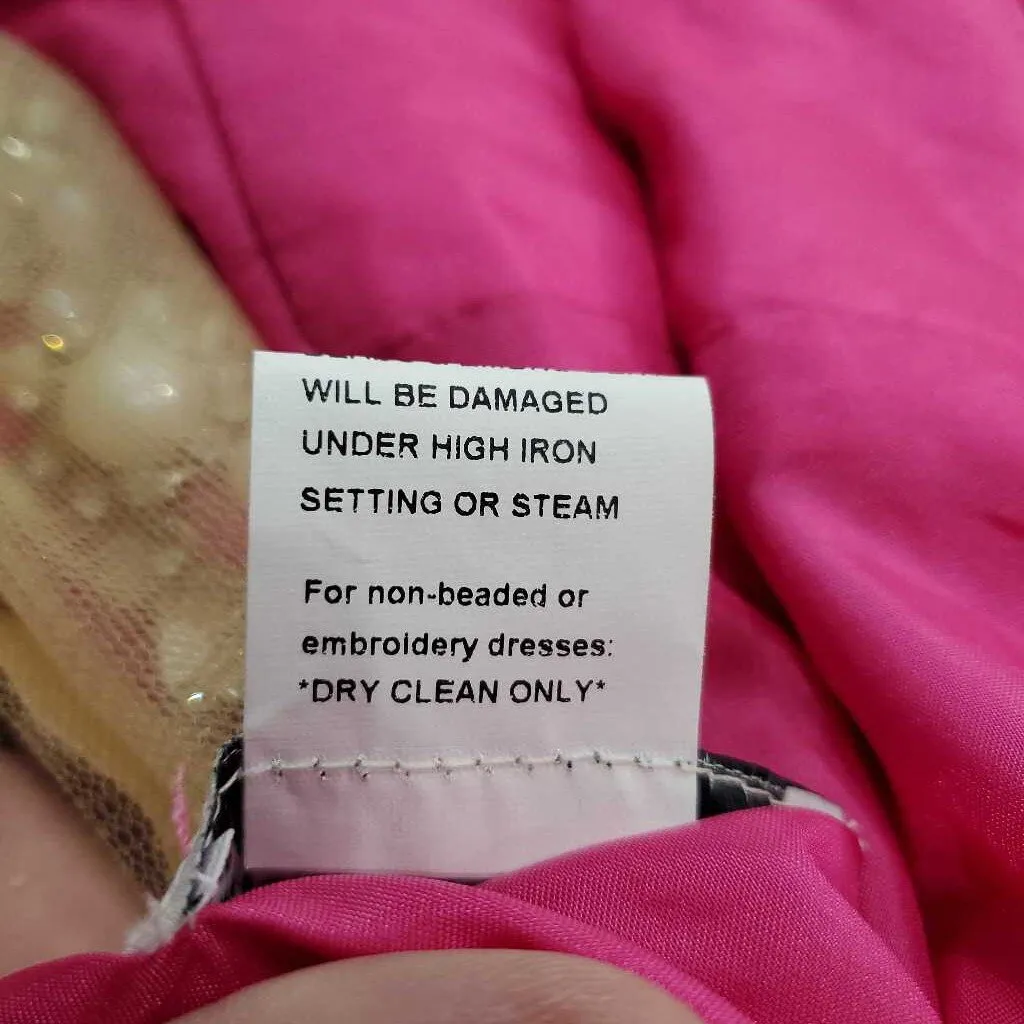 WILL BE DAMAGED
UNDER HIGH IRON
SETTING OR STEAM
For non-beaded or
embroidery dresses:
*DRY CLEAN ONLY*